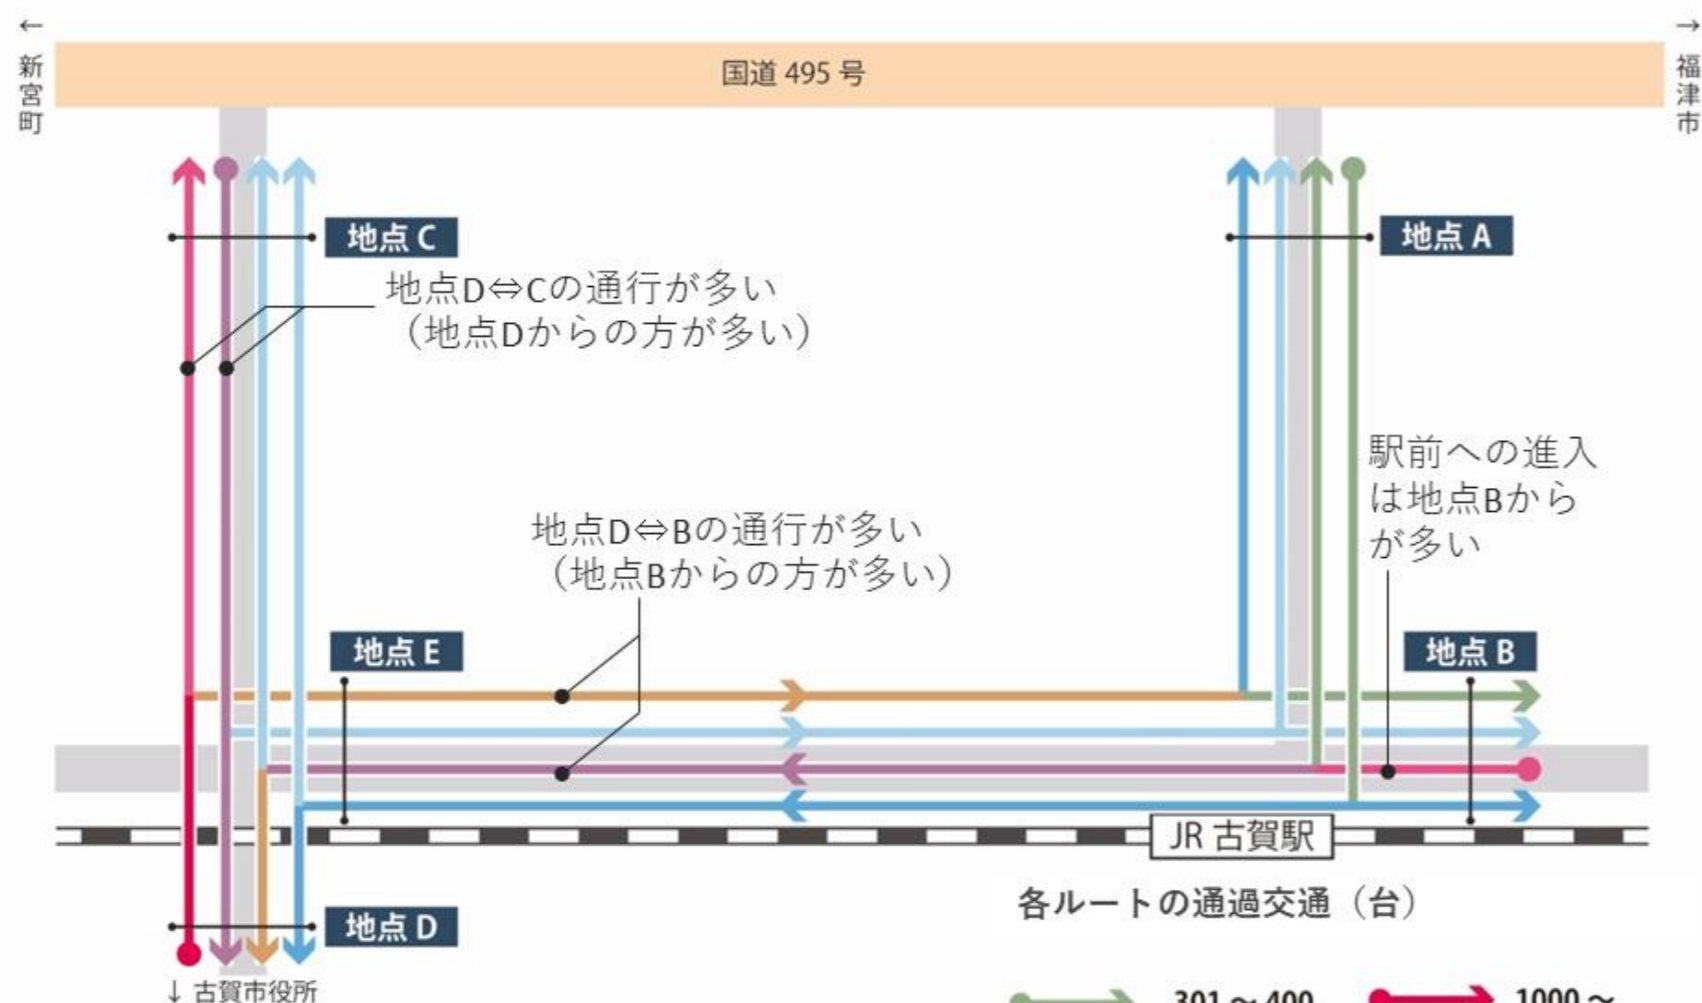 ←
新宮町
国道 495 号
→
福津市
地点 C
地点 A
地点D⇔Cの通行が多い
（地点Dからの方が多い）
駅前への進入
は地点Bから
が多い
地点D⇔Bの通行が多い
（地点Bからの方が多い）
地点 E
地点 B
JR 古賀駅
各ルートの通過交通（台）
地点 D
↓ 古賀市役所
301 ～ 400
1000 ～